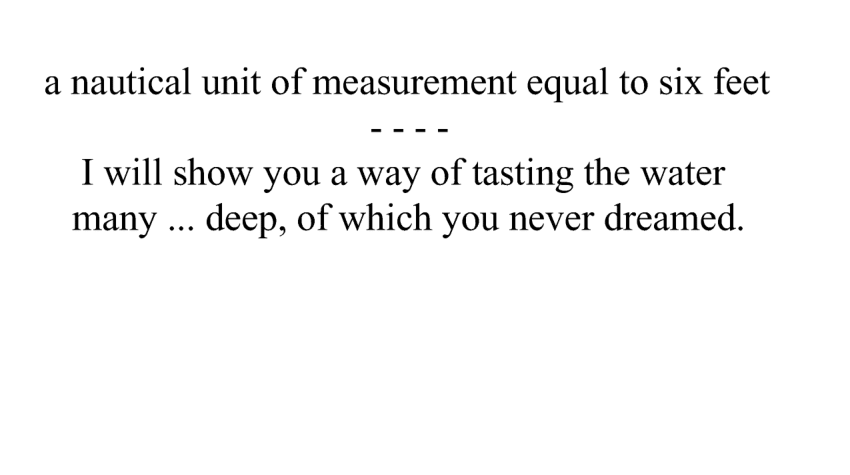 a nautical unit of measurement equal to six feet
- - - -
I will show you a way of tasting the water
many ... deep, of which you never dreamed.